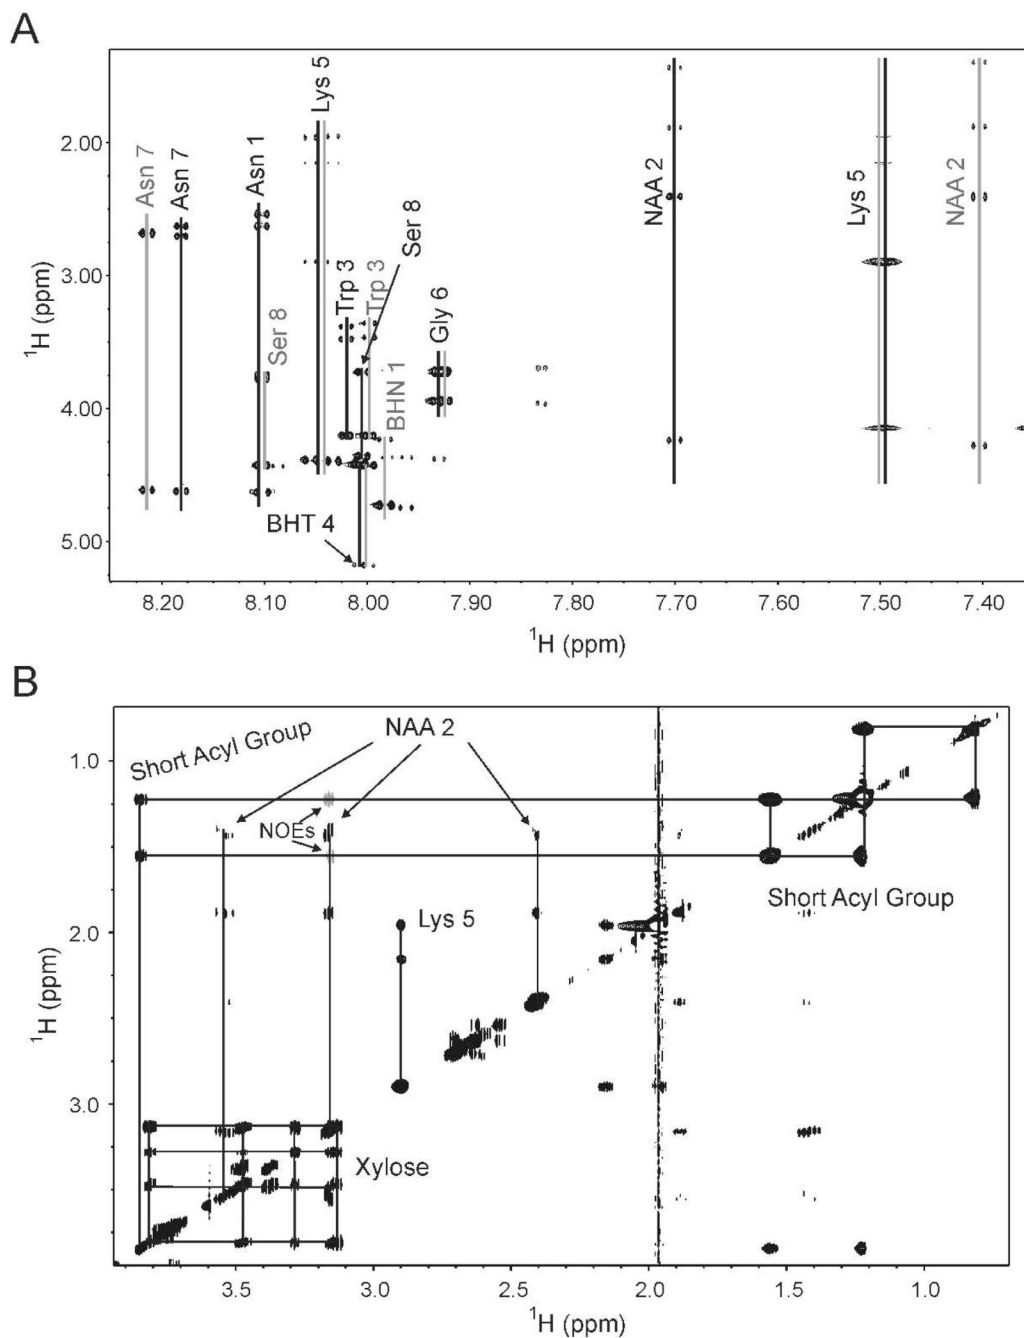 A
Asn 7
Asn 7
Asn 1
Ser 8
Lys 5
Trp 3
Trp 3
Ser 8
BHN 1
Gly 6
NAA 2
Lys 5
NAA 2
BHT 4
2.00
3.00
4.00
5.00
¹H (ppm)
8.20 8.10 8.00 7.90 7.80 7.70 7.60 7.50 7.40
¹H (ppm)
B
Short Acyl Group
NAA 2
NOEs
Lys 5
Short Acyl Group
Xylose
1.0
2.0
3.0
¹H (ppm)
3.5 3.0 2.5 2.0 1.5 1.0
¹H (ppm)